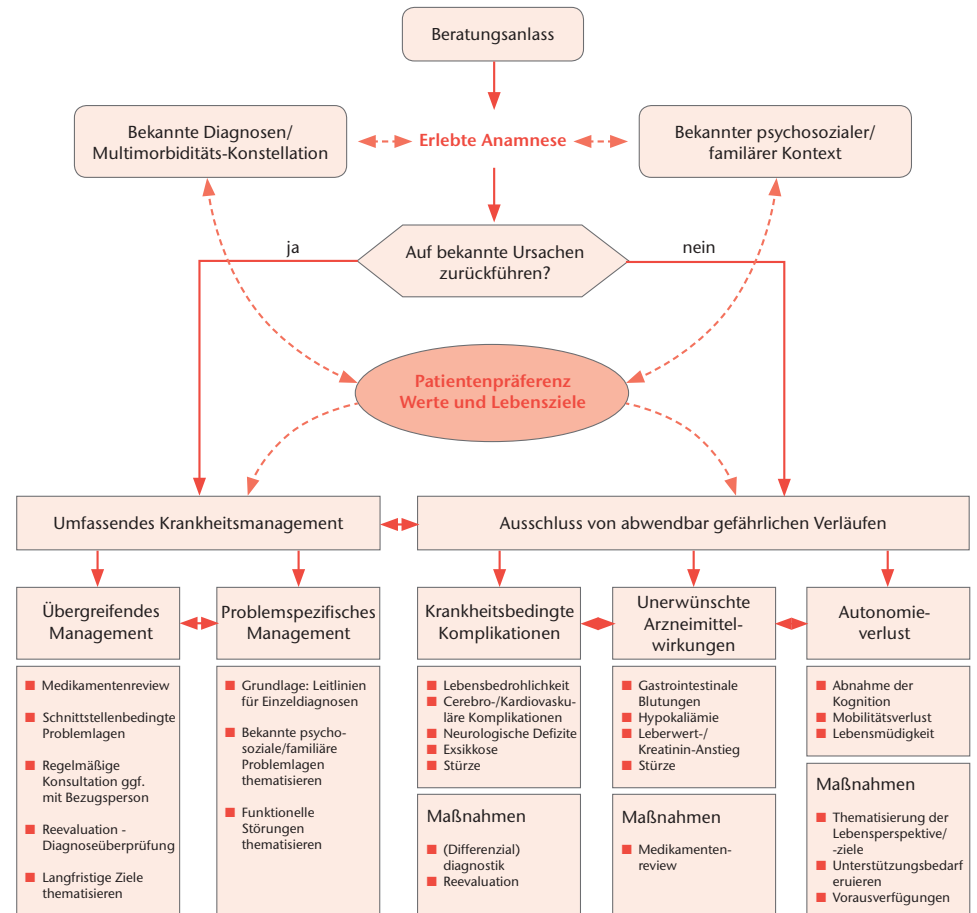 Beratungsanlass
Bekannte Diagnosen/
Multimorbiditäts-Konstellation
Erlebte Anamnese
Bekannter psychosozialer/
familärer Kontext
ja
Auf bekannte Ursachen
zurückführen?
nein
Patientenpräferenz
Werte und Lebensziele
Umfassendes Krankheitsmanagement
Ausschluss von abwendbar gefährlichen Verläufen
Übergreifendes
Management
Problemspezifisches
Management
Krankheitsbedingte
Komplikationen
Unerwünschte
Arzneimittel-
wirkungen
Autonomie-
verlust
Medikamentenreview
Schnittstellenbedingte
Problemlagen
Regelmäßige
Konsultation ggf.
mit Bezugsperson
Reevaluation -
Diagnoseüberprüfung
Langfristige Ziele
thematisieren
Grundlage: Leitlinien
für Einzeldiagnosen
Bekannte psycho-
soziale/familiäre
Problemlagen
thematisieren
Funktionelle
Störungen
thematisieren
Lebensbedrohlichkeit
Cerebro-/Kardiovasku-
läre Komplikationen
Neurologische Defizite
Exsikkose
Stürze
Maßnahmen
(Differenzial)
diagnostik
Reevaluation
Gastrointestinale
Blutungen
Hypokaliämie
Leberwert-/
Kreatinin-Anstieg
Stürze
Maßnahmen
Medikamenten-
review
Abnahme der
Kognition
Mobilitätsverlust
Lebensmüdigkeit
Maßnahmen
Thematisierung der
Lebensperspektive/
-ziele
Unterstützungsbedarf
eruieren
Vorausverfügungen